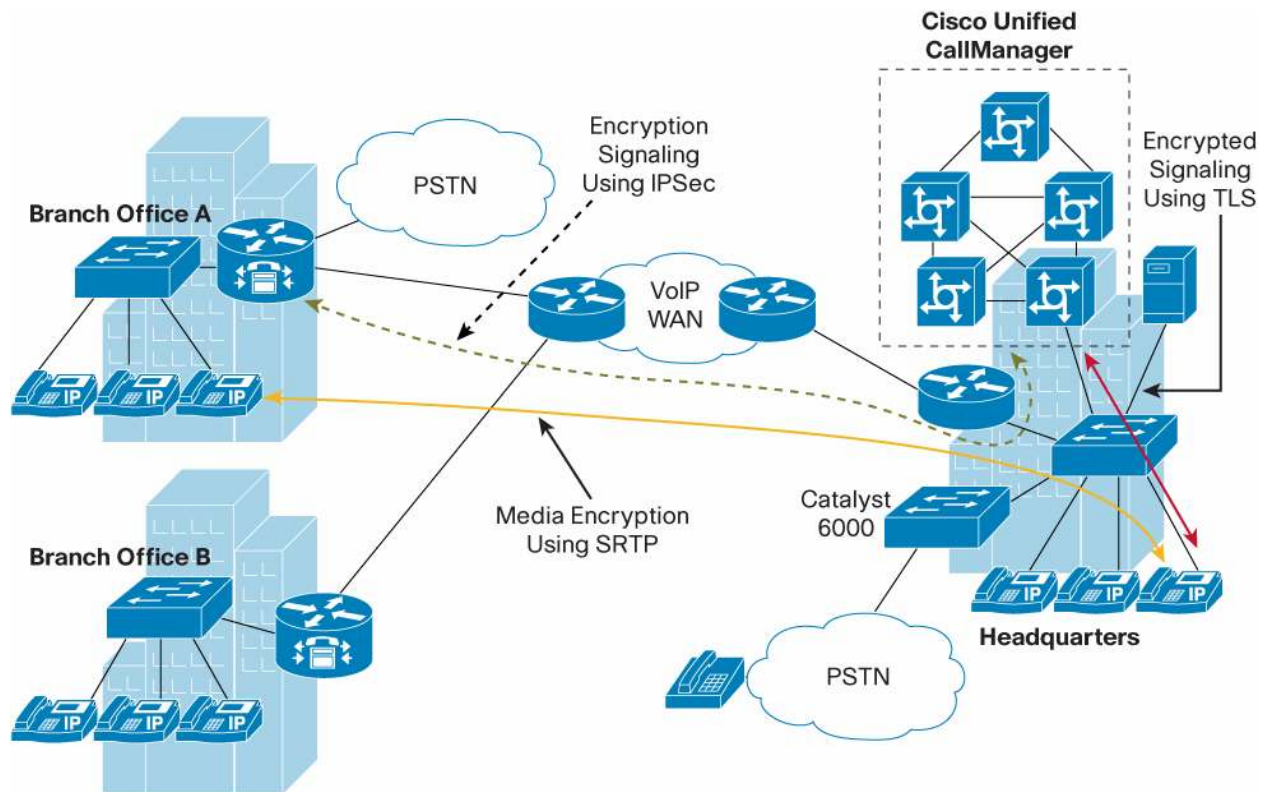 Cisco Unified
CallManager
Encryption
Signaling
Using IPSec
Encrypted
Signaling
Using TLS
PSTN
Branch Office A
VoIP
WAN
IP
IP
IP
Catalyst
6000
Media Encryption
Using SRTP
Branch Office B
IP
IP
IP
Headquarters
PSTN
IP
IP
IP